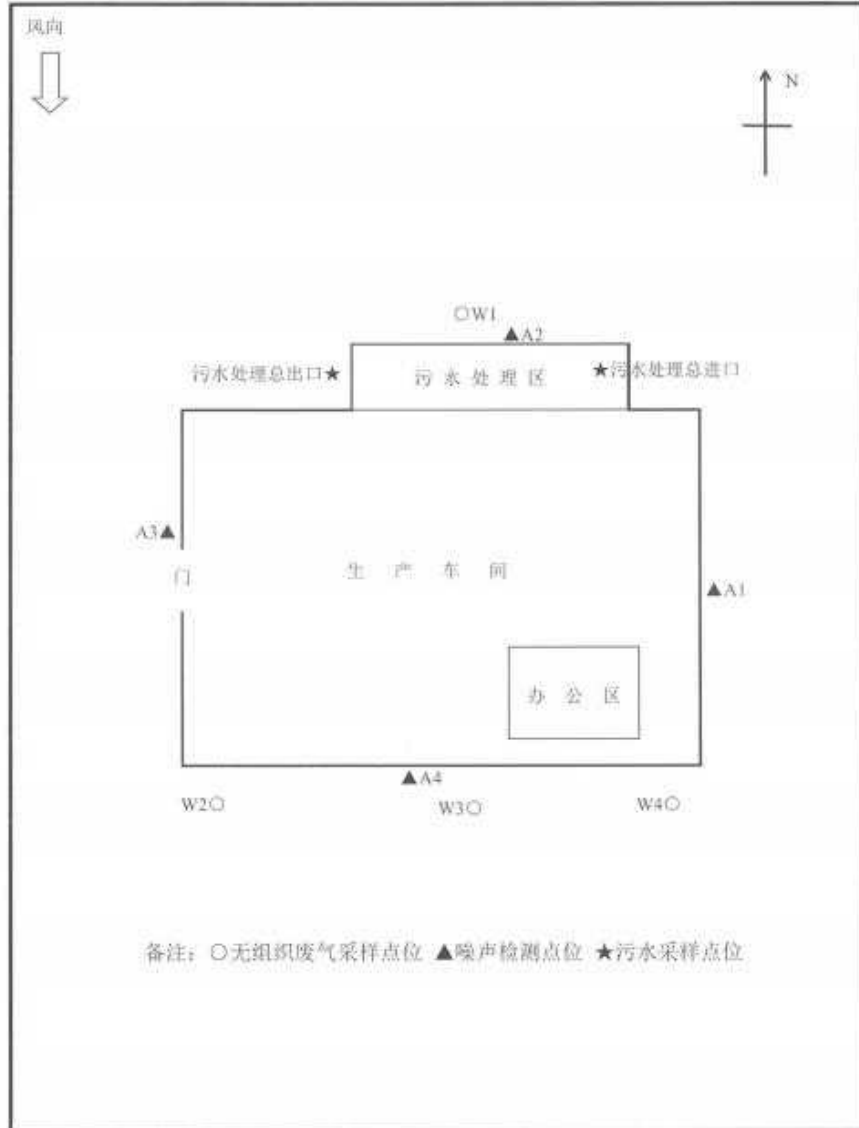 风向
N
○W1
▲A2
污水处理总出口★
污水处理区
★污水处理总进口
A3▲
门
生产车间
▲A1
办公区
▲A4
W2○
W3○
W4○
备注：○无组织废气采样点位 ▲噪声检测点位 ★污水采样点位